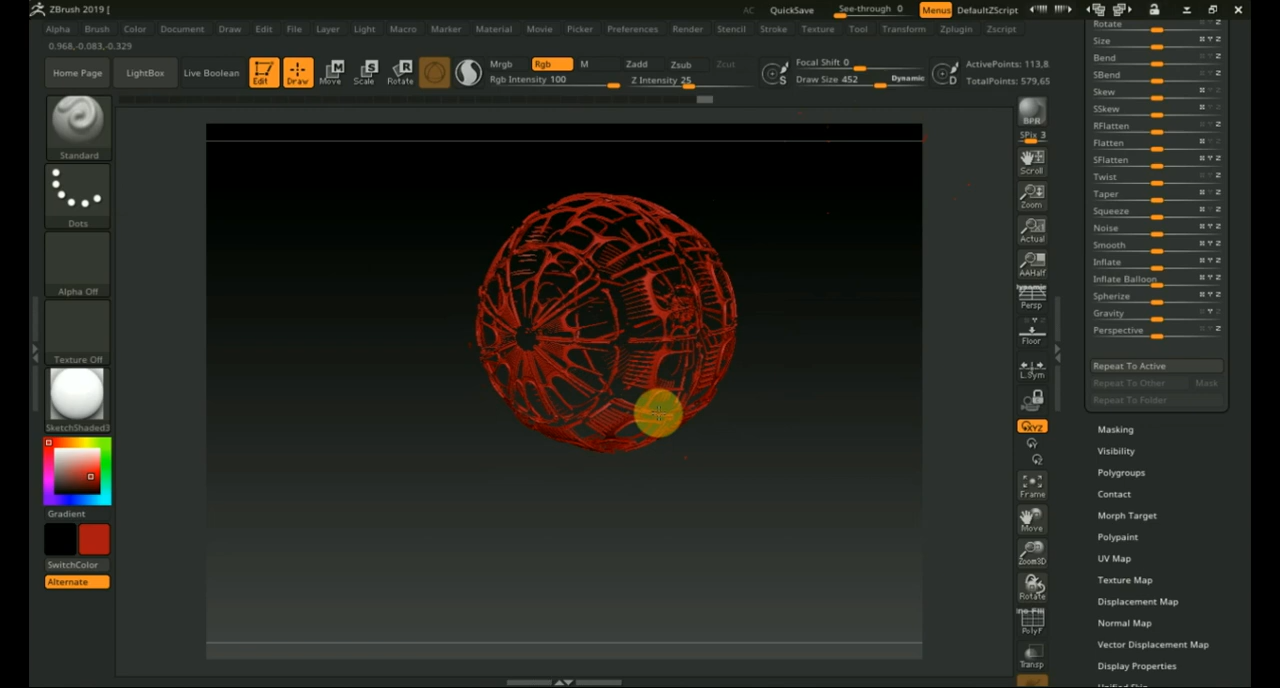 ZBrush 2019 [
AC QuickSave See-through 0 Menus DefaultZScript
Alpha Brush Color Document Draw Edit File Layer Light Macro Marker Material Movie Picker Preferences Render Stencil Stroke Texture Tool Transform Zplugin Zscript
0.968,-0.083,-0.329
Home Page LightBox Live Boolean Edit Draw Move Scale Rotate
Mrgb Rgb M Zadd Zsub Zcut
Rgb Intensity 100 Z Intensity 25
Focal Shift 0
Draw Size 452 Dynamic
ActivePoints: 113,8
TotalPoints: 579,65
Standard
Dots
Alpha Off
Texture Off
SketchShaded3
Gradient
SwitchColor
Alternate
BPR
SPix 3
Scroll
Zoom
Actual
AAHalf
Dynamic
Persp
Floor
L.Sym
XYZ
Frame
Move
Zoom3D
Rotate
PolyF
Transp
Rotate
Size
Bend
SBend
Skew
SSkew
RFlatten
Flatten
SFlatten
Twist
Taper
Squeeze
Noise
Smooth
Inflate
Inflate Balloon
Spherize
Gravity
Perspective
Repeat To Active
Repeat To Other Mask
Repeat To Folder
Masking
Visibility
Polygroups
Contact
Morph Target
Polypaint
UV Map
Texture Map
Displacement Map
Normal Map
Vector Displacement Map
Display Properties